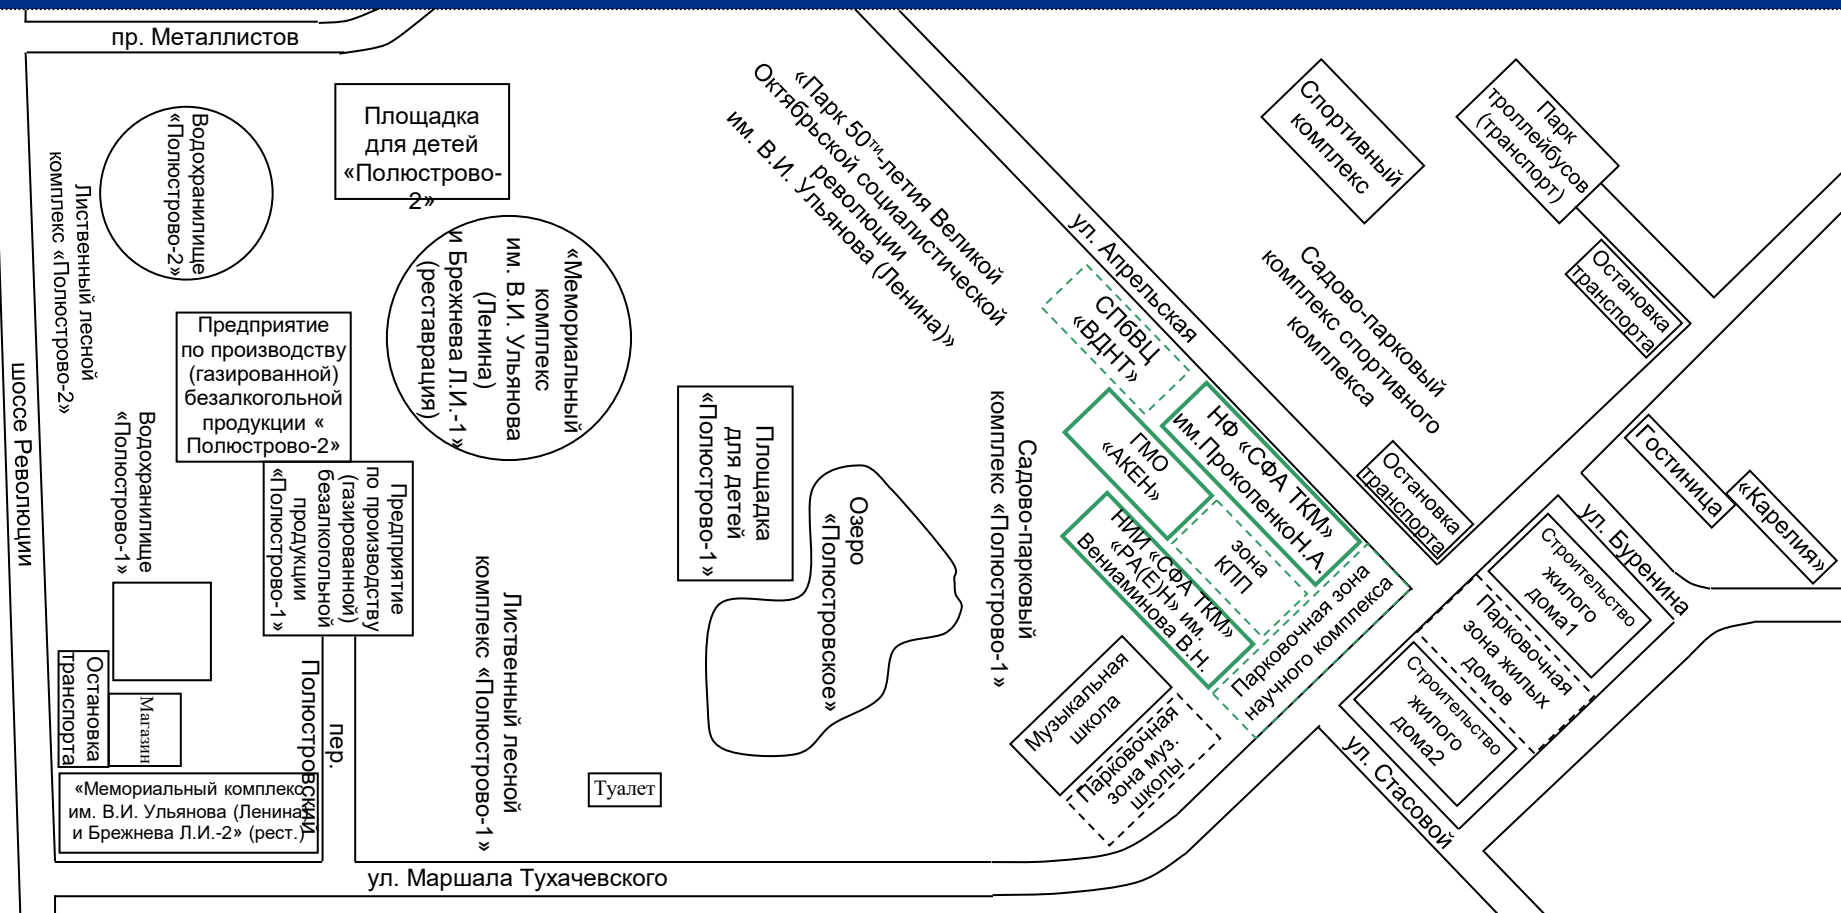 пр. Металлистов
Водохранилище
«Полюстрово-2»
Площадка
для детей
«Полюстрово-
2»
Лиственный лесной
комплекс «Полюстрово-2»
«Мемориальный
комплекс
им. В.И. Ульянова
(Ленина)
и Брежнева Л.И.-1»
(реставрация)
Предприятие
по производству
(газированной)
безалкогольной
продукции «
Полюстрово-2»
шоссе Революции
Водохранилище
«Полюстрово-1»
Предприятие
по производству
(газированной)
безалкогольной
продукции
«Полюстрово-1»
Остановка
транспорта
Магазин
пер.
Полюстровский
«Мемориальный комплекс
им. В.И. Ульянова (Ленина)
и Брежнева Л.И.-2» (рест.)
Лиственный лесной
комплекс «Полюстрово-1»
Туалет
ул. Маршала Тухачевского
Площадка
для детей
«Полюстрово-1»
Озеро
«Полюстровское»
«Парк 50ти-летия Великой
Октябрьской социалистической
революции
им. В.И. Ульянова (Ленина)»
Садово-парковый
комплекс «Полюстрово-1»
ул. Апрельская
СПбВЦ
«ВДНТ»
НФ «СФА ТКМ»
им.ПрокопенкоН.А.
ГМО
«АКЕН»
зона
КПП
НИИ «СФА ТКМ»
«РА(Е)Н» им.
Вениаминова В.Н.
Парковочная зона
научного комплекса
Музыкальная
школа
Парковочная
зона муз.
школы
Спортивный
комплекс
Парк
троллейбусов
(транспорт)
Садово-парковый
комплекс спортивного
комплекса
Остановка
транспорта
Остановка
транспорта
Гостиница
«Карелия»
ул. Буренина
Строительство
жилого
дома1
Парковочная
зона жилых
домов
Строительство
жилого
дома2
ул. Стасовой